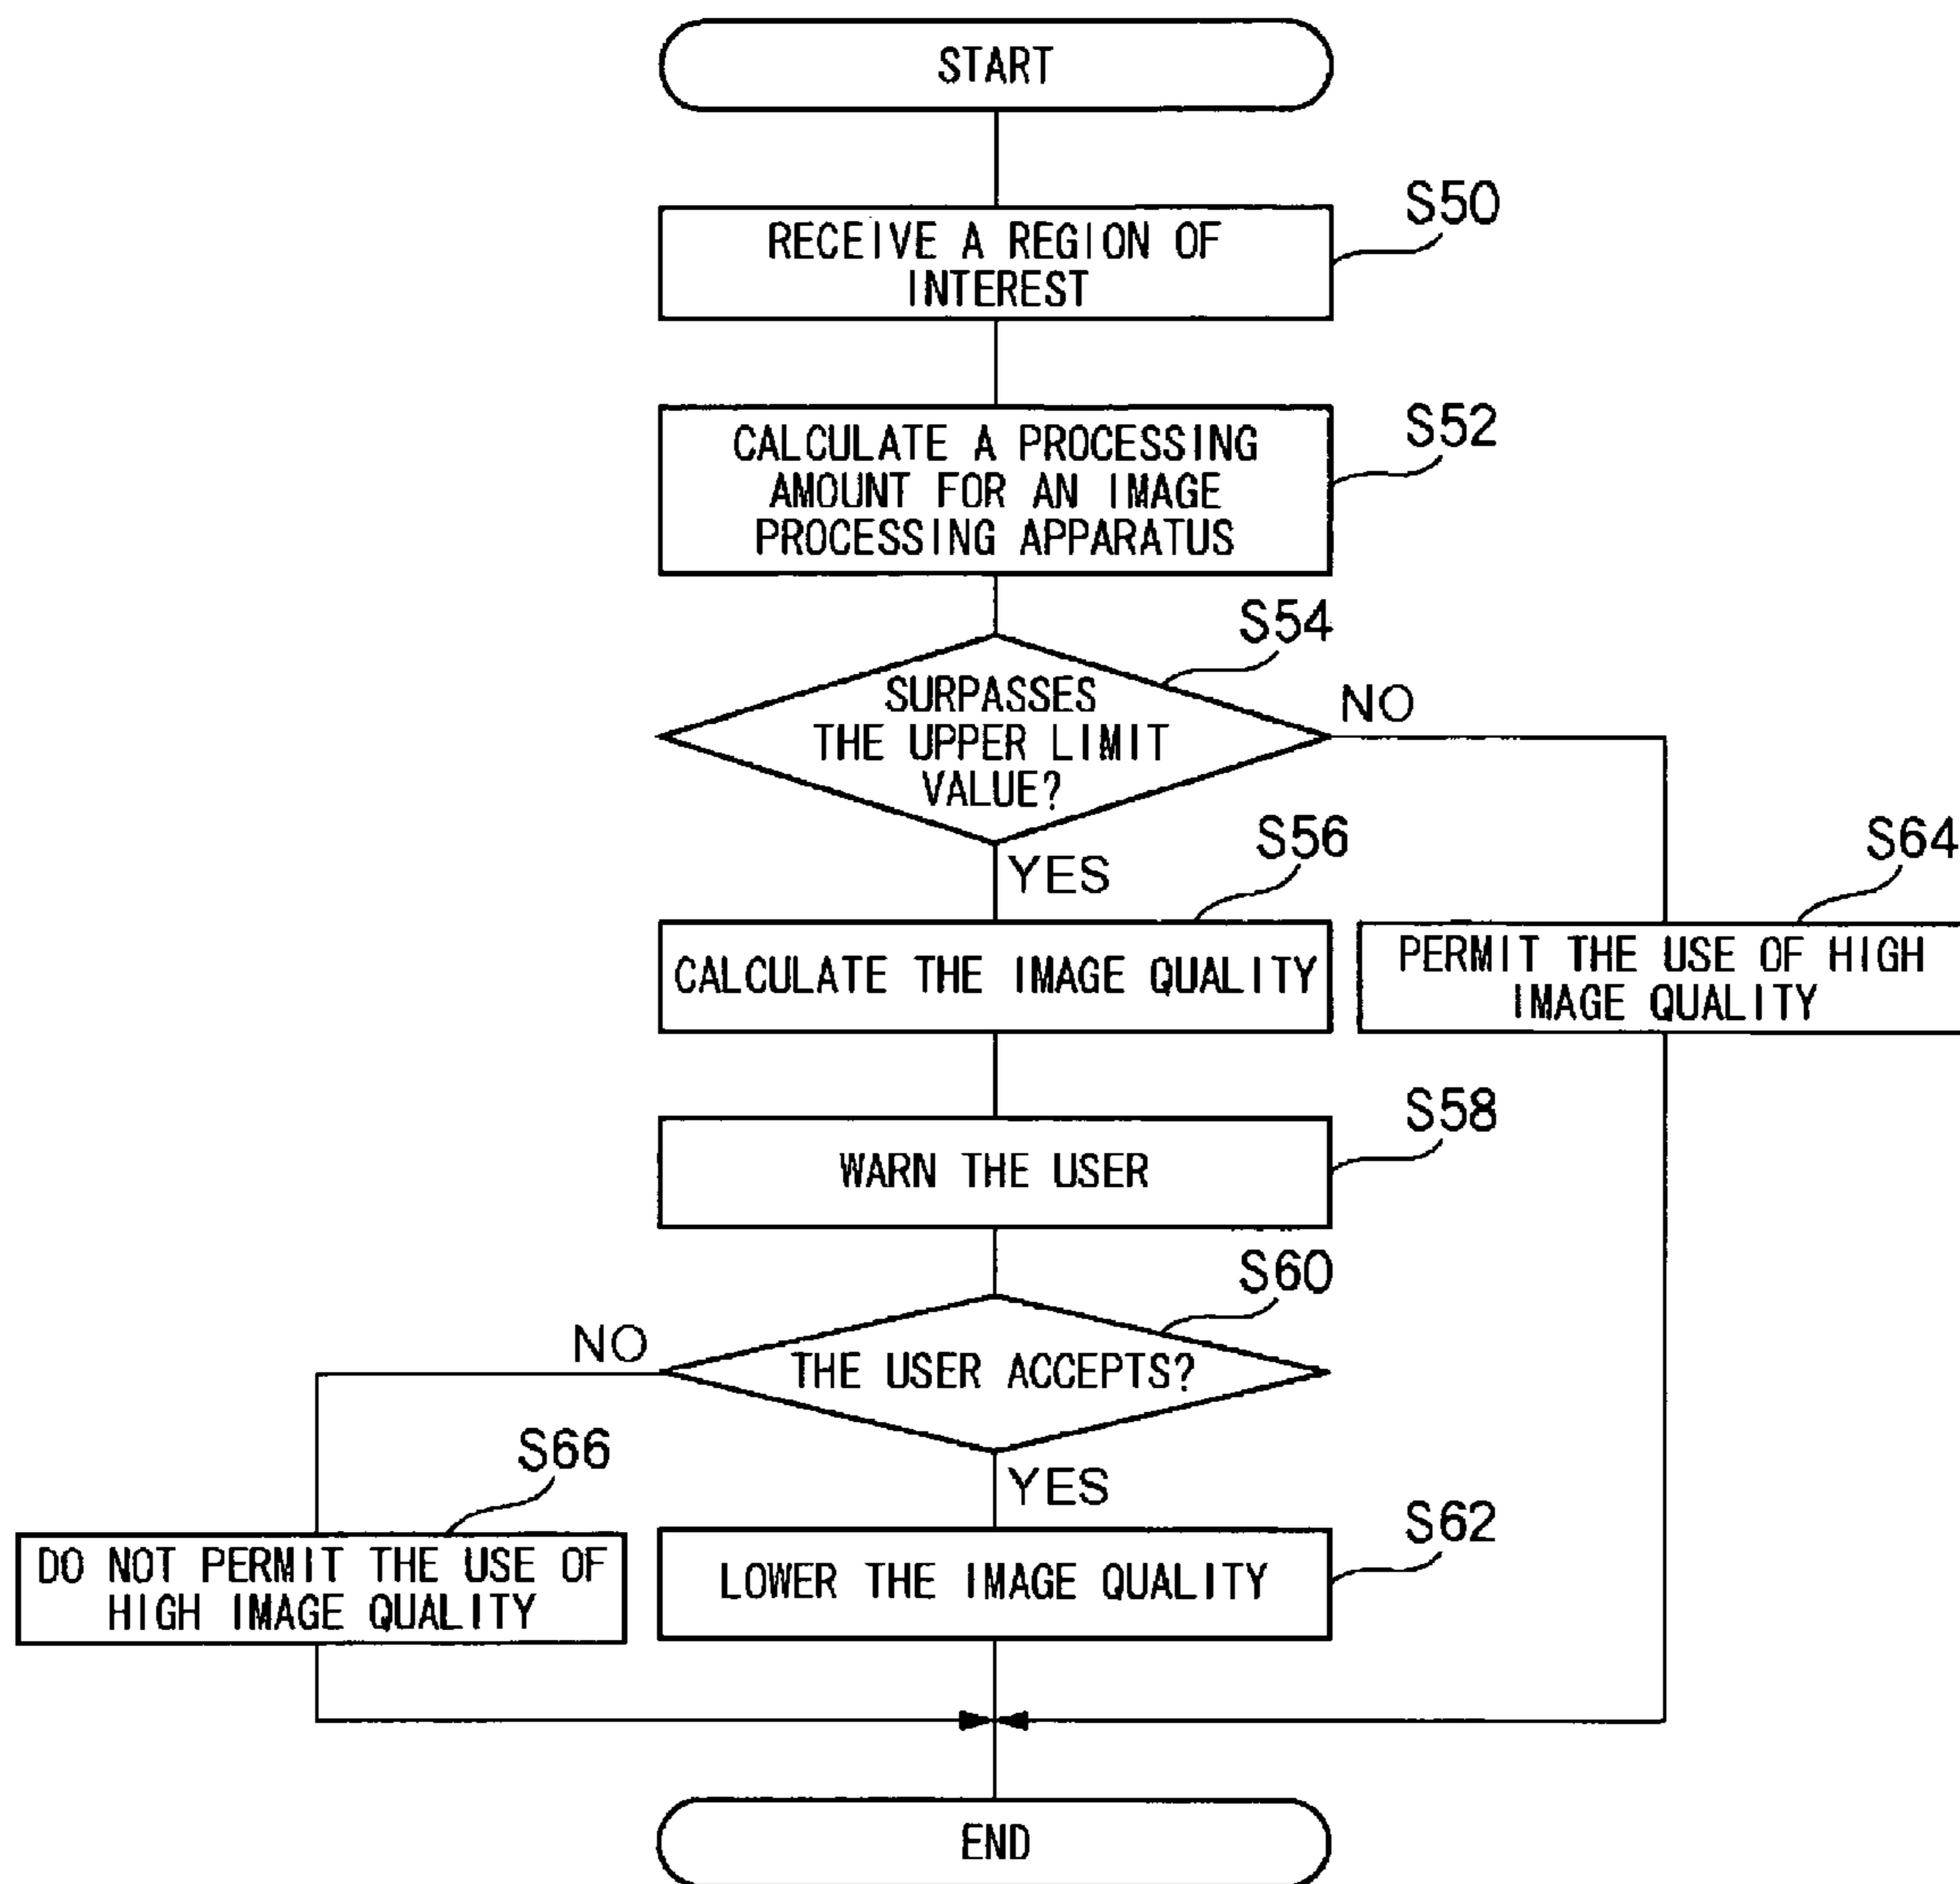 START
S50
RECEIVE A REGION OF
INTEREST
S52
CALCULATE A PROCESSING
AMOUNT FOR AN IMAGE
PROCESSING APPARATUS
S54
SURPASSES
THE UPPER LIMIT
VALUE?
NO
YES
S56
CALCULATE THE IMAGE QUALITY
S64
PERMIT THE USE OF HIGH
IMAGE QUALITY
S58
WARN THE USER
S60
THE USER ACCEPTS?
NO
YES
S66
DO NOT PERMIT THE USE OF
HIGH IMAGE QUALITY
S62
LOWER THE IMAGE QUALITY
END